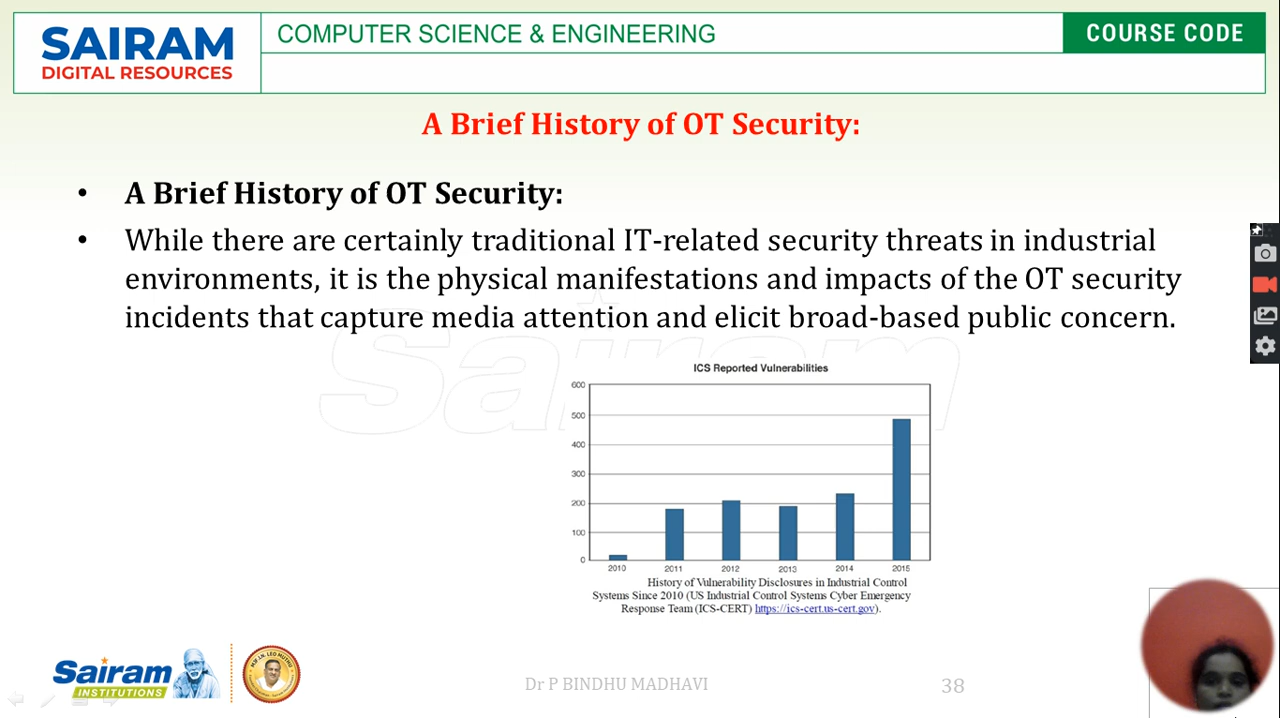 SAIRAM
DIGITAL RESOURCES
COMPUTER SCIENCE & ENGINEERING
COURSE CODE
A Brief History of OT Security:
• A Brief History of OT Security:
• While there are certainly traditional IT-related security threats in industrial
environments, it is the physical manifestations and impacts of the OT security
incidents that capture media attention and elicit broad-based public concern.
Sairam
ICS Reported Vulnerabilities
600
500
400
300
200
100
0
2010 2011 2012 2013 2014 2015
History of Vulnerability Disclosures in Industrial Control
Systems Since 2010 (US Industrial Control Systems Cyber Emergency
Response Team (ICS-CERT) https://ics-cert.us-cert.gov).
Sairam
INSTITUTIONS
Dr P BINDHU MADHAVI
38